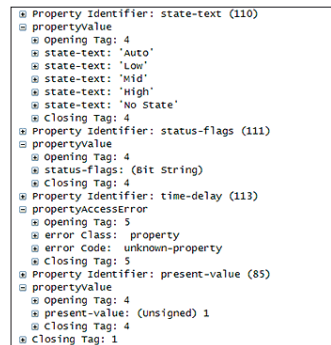 Property Identifier: state-text (110)
propertyValue
Opening Tag: 4
state-text: 'Auto'
state-text: 'Low'
state-text: 'Mid'
state-text: 'High'
state-text: 'No State'
Closing Tag: 4
Property Identifier: status-flags (111)
propertyValue
Opening Tag: 4
status-flags: (Bit String)
Closing Tag: 4
Property Identifier: time-delay (113)
propertyAccessError
Opening Tag: 5
error Class:  property
error Code:  unknown-property
Closing Tag: 5
Property Identifier: present-value (85)
propertyValue
Opening Tag: 4
present-value: (Unsigned) 1
Closing Tag: 4
Closing Tag: 1